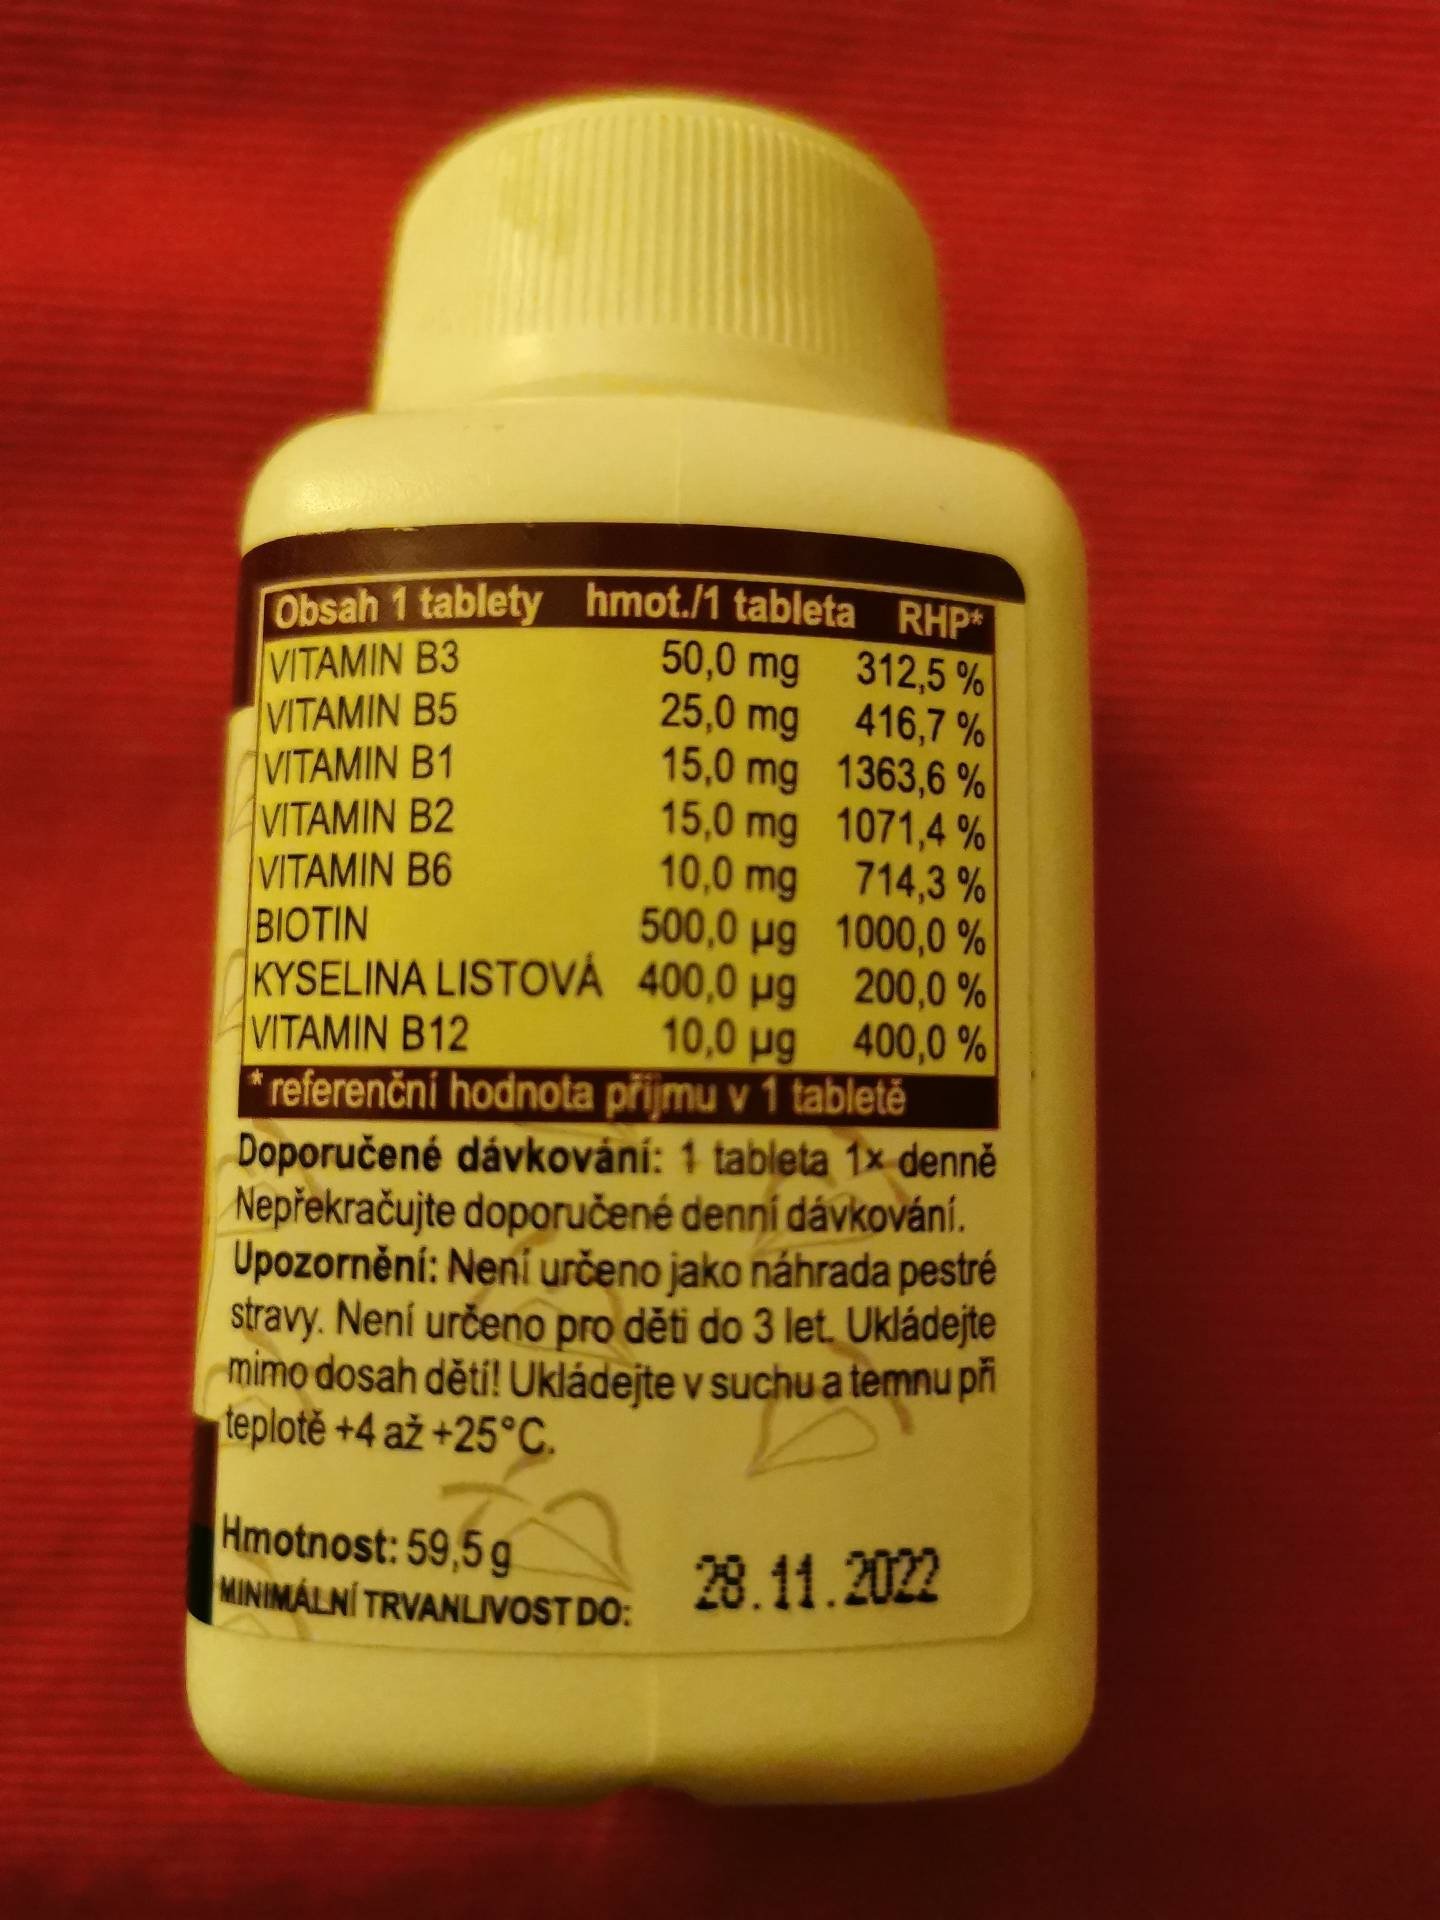 Obsah 1 tablety hmot./1 tableta RHP*
VITAMIN B3 50,0 mg 312,5 %
VITAMIN B5 25,0 mg 416,7 %
VITAMIN B1 15,0 mg 1363,6 %
VITAMIN B2 15,0 mg 1071,4 %
VITAMIN B6 10,0 mg 714,3 %
BIOTIN 500,0 µg 1000,0 %
KYSELINA LISTOVÁ 400,0 µg 200,0 %
VITAMIN B12 10,0 µg 400,0 %
* referenční hodnota příjmu v 1 tabletě
Doporučené dávkování: 1 tableta 1× denně
Nepřekračujte doporučené denní dávkování.
Upozornění: Není určeno jako náhrada pestré
stravy. Není určeno pro děti do 3 let. Ukládejte
mimo dosah dětí! Ukládejte v suchu a temnu při
teplotě +4 až +25°C.
Hmotnost: 59,5 g
MINIMÁLNÍ TRVANLIVOST DO: 28.11.2022